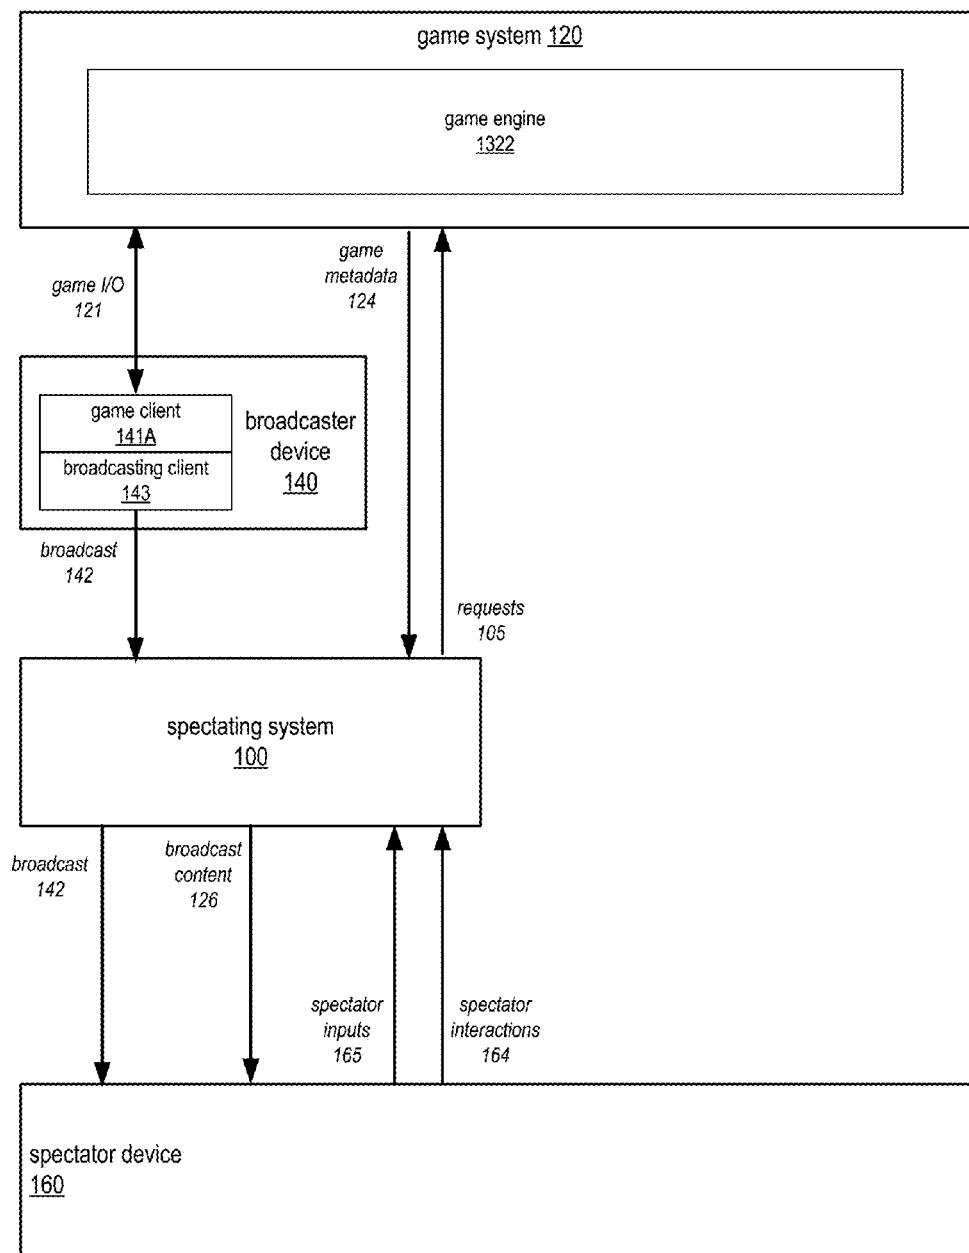 game system 120
game engine
1322
game I/O
121
game
metadata
124
game client
141A
broadcasting client
143
broadcaster
device
140
broadcast
142
requests
105
spectating system
100
broadcast
142
broadcast
content
126
spectator
inputs
165
spectator
interactions
164
spectator device
160